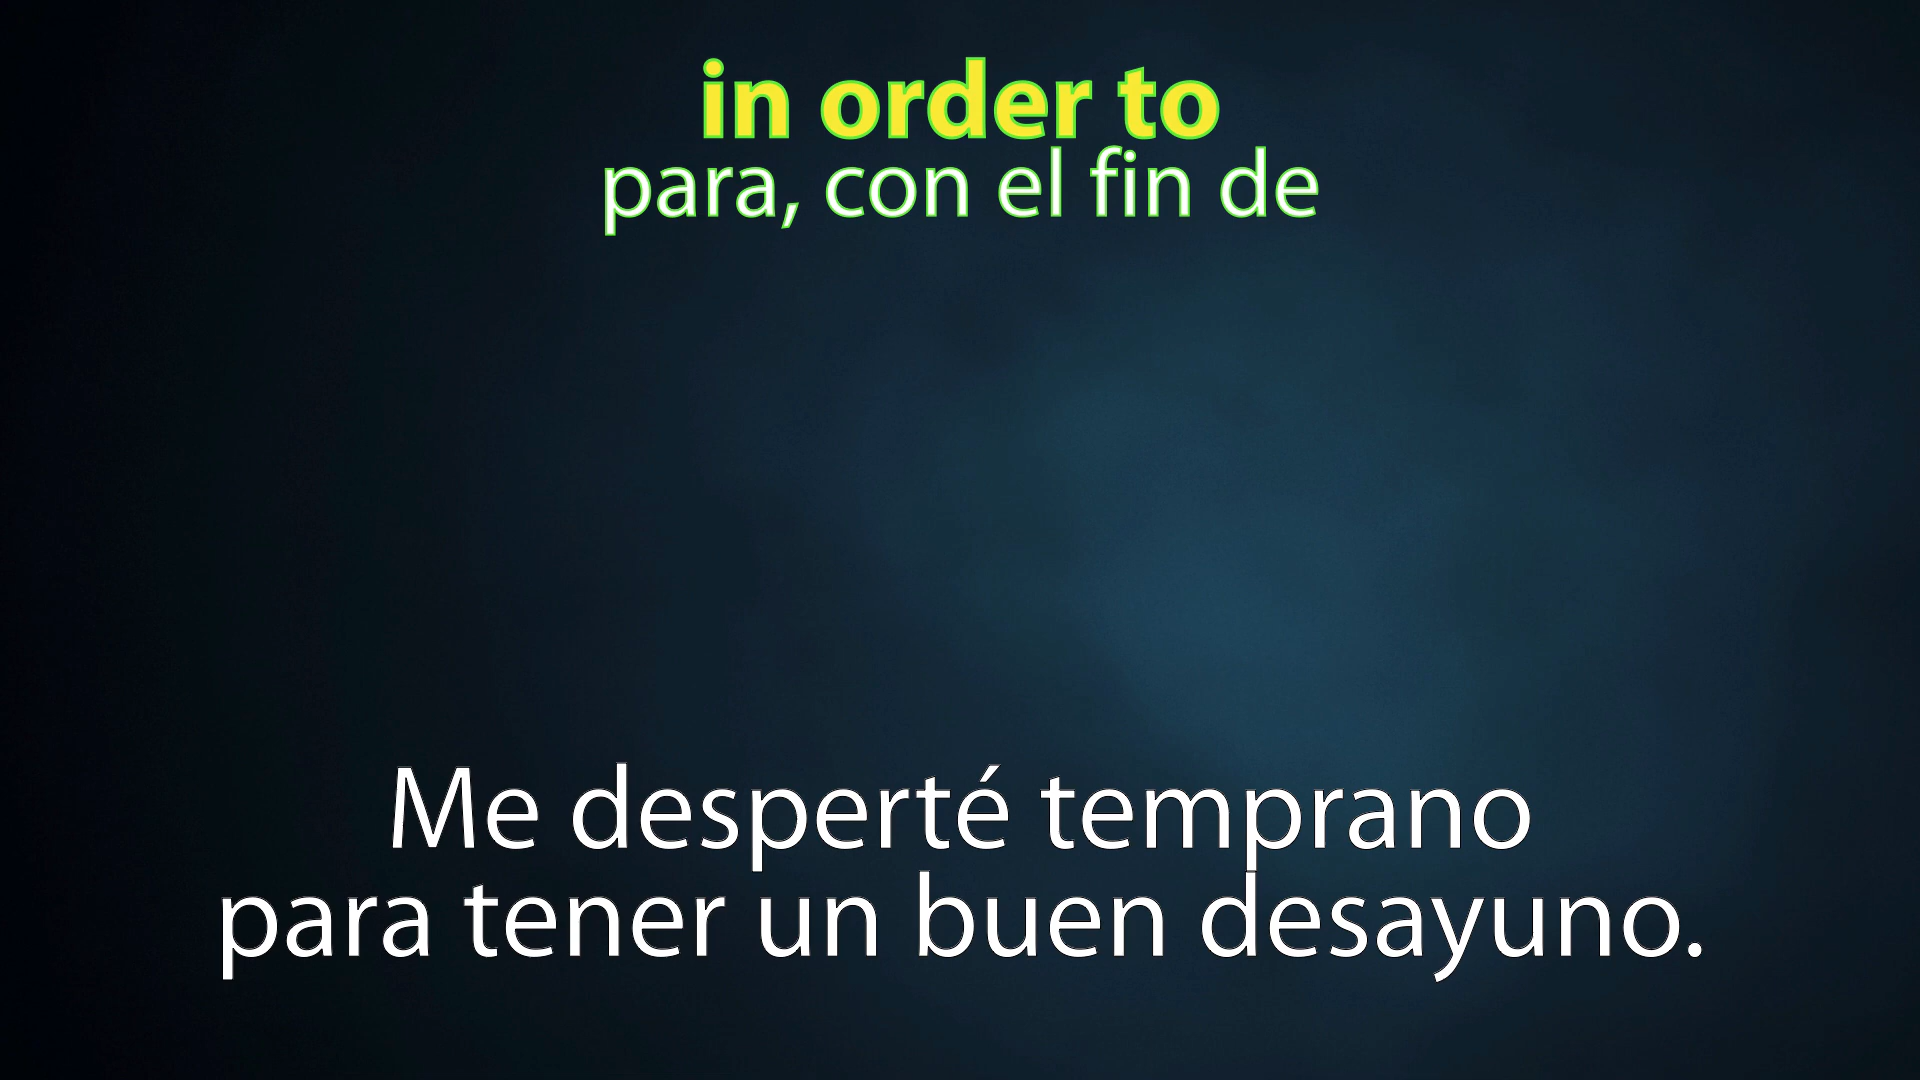 in order to
para, con el fin de
Me desperté temprano
para tener un buen desayuno.